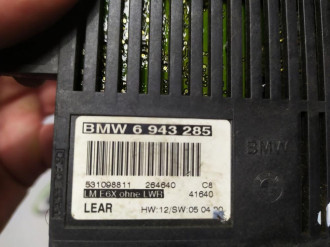 BMW 6 943 285
531098811 264640 C8
LM E6X ohne LWR 41640
LEAR HW:12/SW:05 04.00
BMW